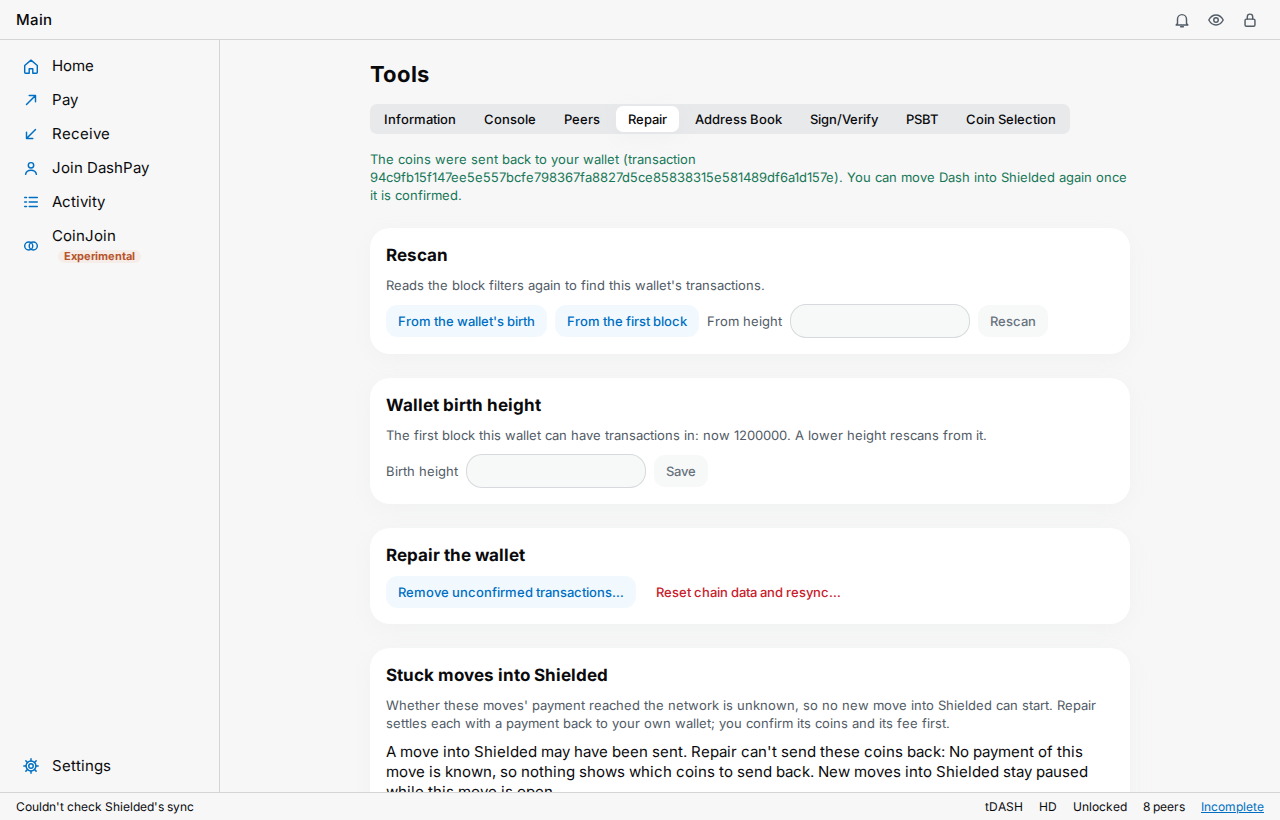 Main
Home
Pay
Receive
Join DashPay
Activity
CoinJoin
Experimental
Settings
Tools
Information Console Peers Repair Address Book Sign/Verify PSBT Coin Selection
The coins were sent back to your wallet (transaction
94c9fb15f147ee5e557bcfe798367fa8827d5ce85838315e581489df6a1d157e). You can move Dash into Shielded again once
it is confirmed.
Rescan
Reads the block filters again to find this wallet's transactions.
From the wallet's birth From the first block From height Rescan
Wallet birth height
The first block this wallet can have transactions in: now 1200000. A lower height rescans from it.
Birth height Save
Repair the wallet
Remove unconfirmed transactions... Reset chain data and resync...
Stuck moves into Shielded
Whether these moves' payment reached the network is unknown, so no new move into Shielded can start. Repair
settles each with a payment back to your own wallet; you confirm its coins and its fee first.
A move into Shielded may have been sent. Repair can't send these coins back: No payment of this
move is known, so nothing shows which coins to send back. New moves into Shielded stay paused
while this move is open.
Couldn't check Shielded's sync tDASH HD Unlocked 8 peers Incomplete